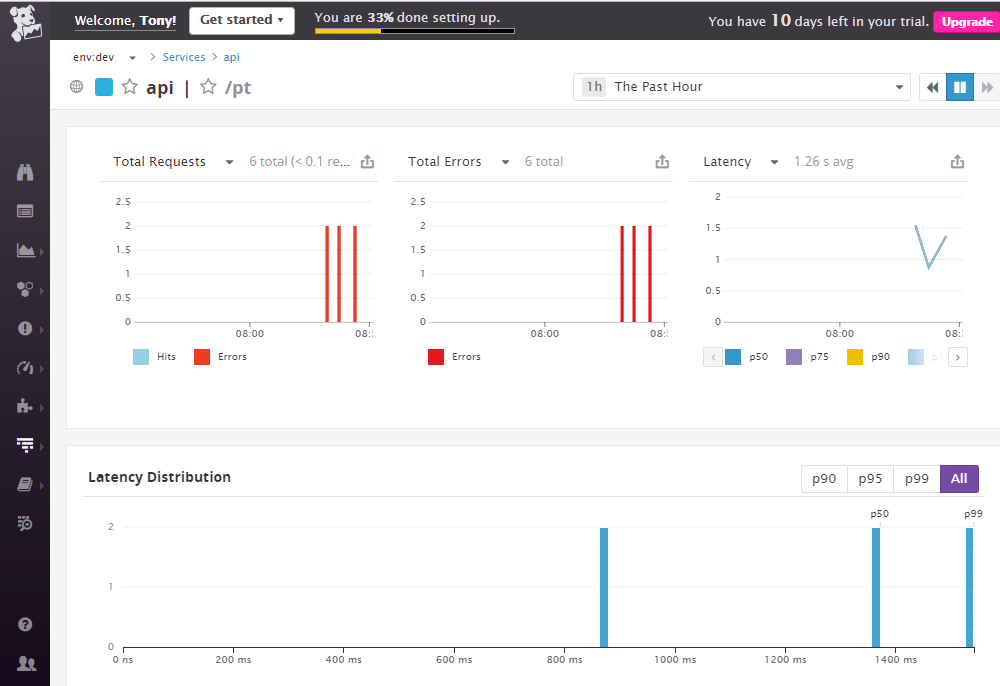 Welcome, Tony!
Get started
You are 33% done setting up.
You have 10 days left in your trial.
Upgrade
env:dev > Services > api
api | /pt
1h The Past Hour
Total Requests 6 total (< 0.1 re...
2.5
2
1.5
1
0.5
0
08:00
Hits Errors
Total Errors 6 total
2.5
2
1.5
1
0.5
0
08:00
Errors
Latency 1.26 s avg
2
1.5
1
0.5
0
08:00
< p50 p75 p90 >
Latency Distribution
p90 p95 p99 All
p50 p99
2
1
0
0 ns 200 ms 400 ms 600 ms 800 ms 1000 ms 1200 ms 1400 ms